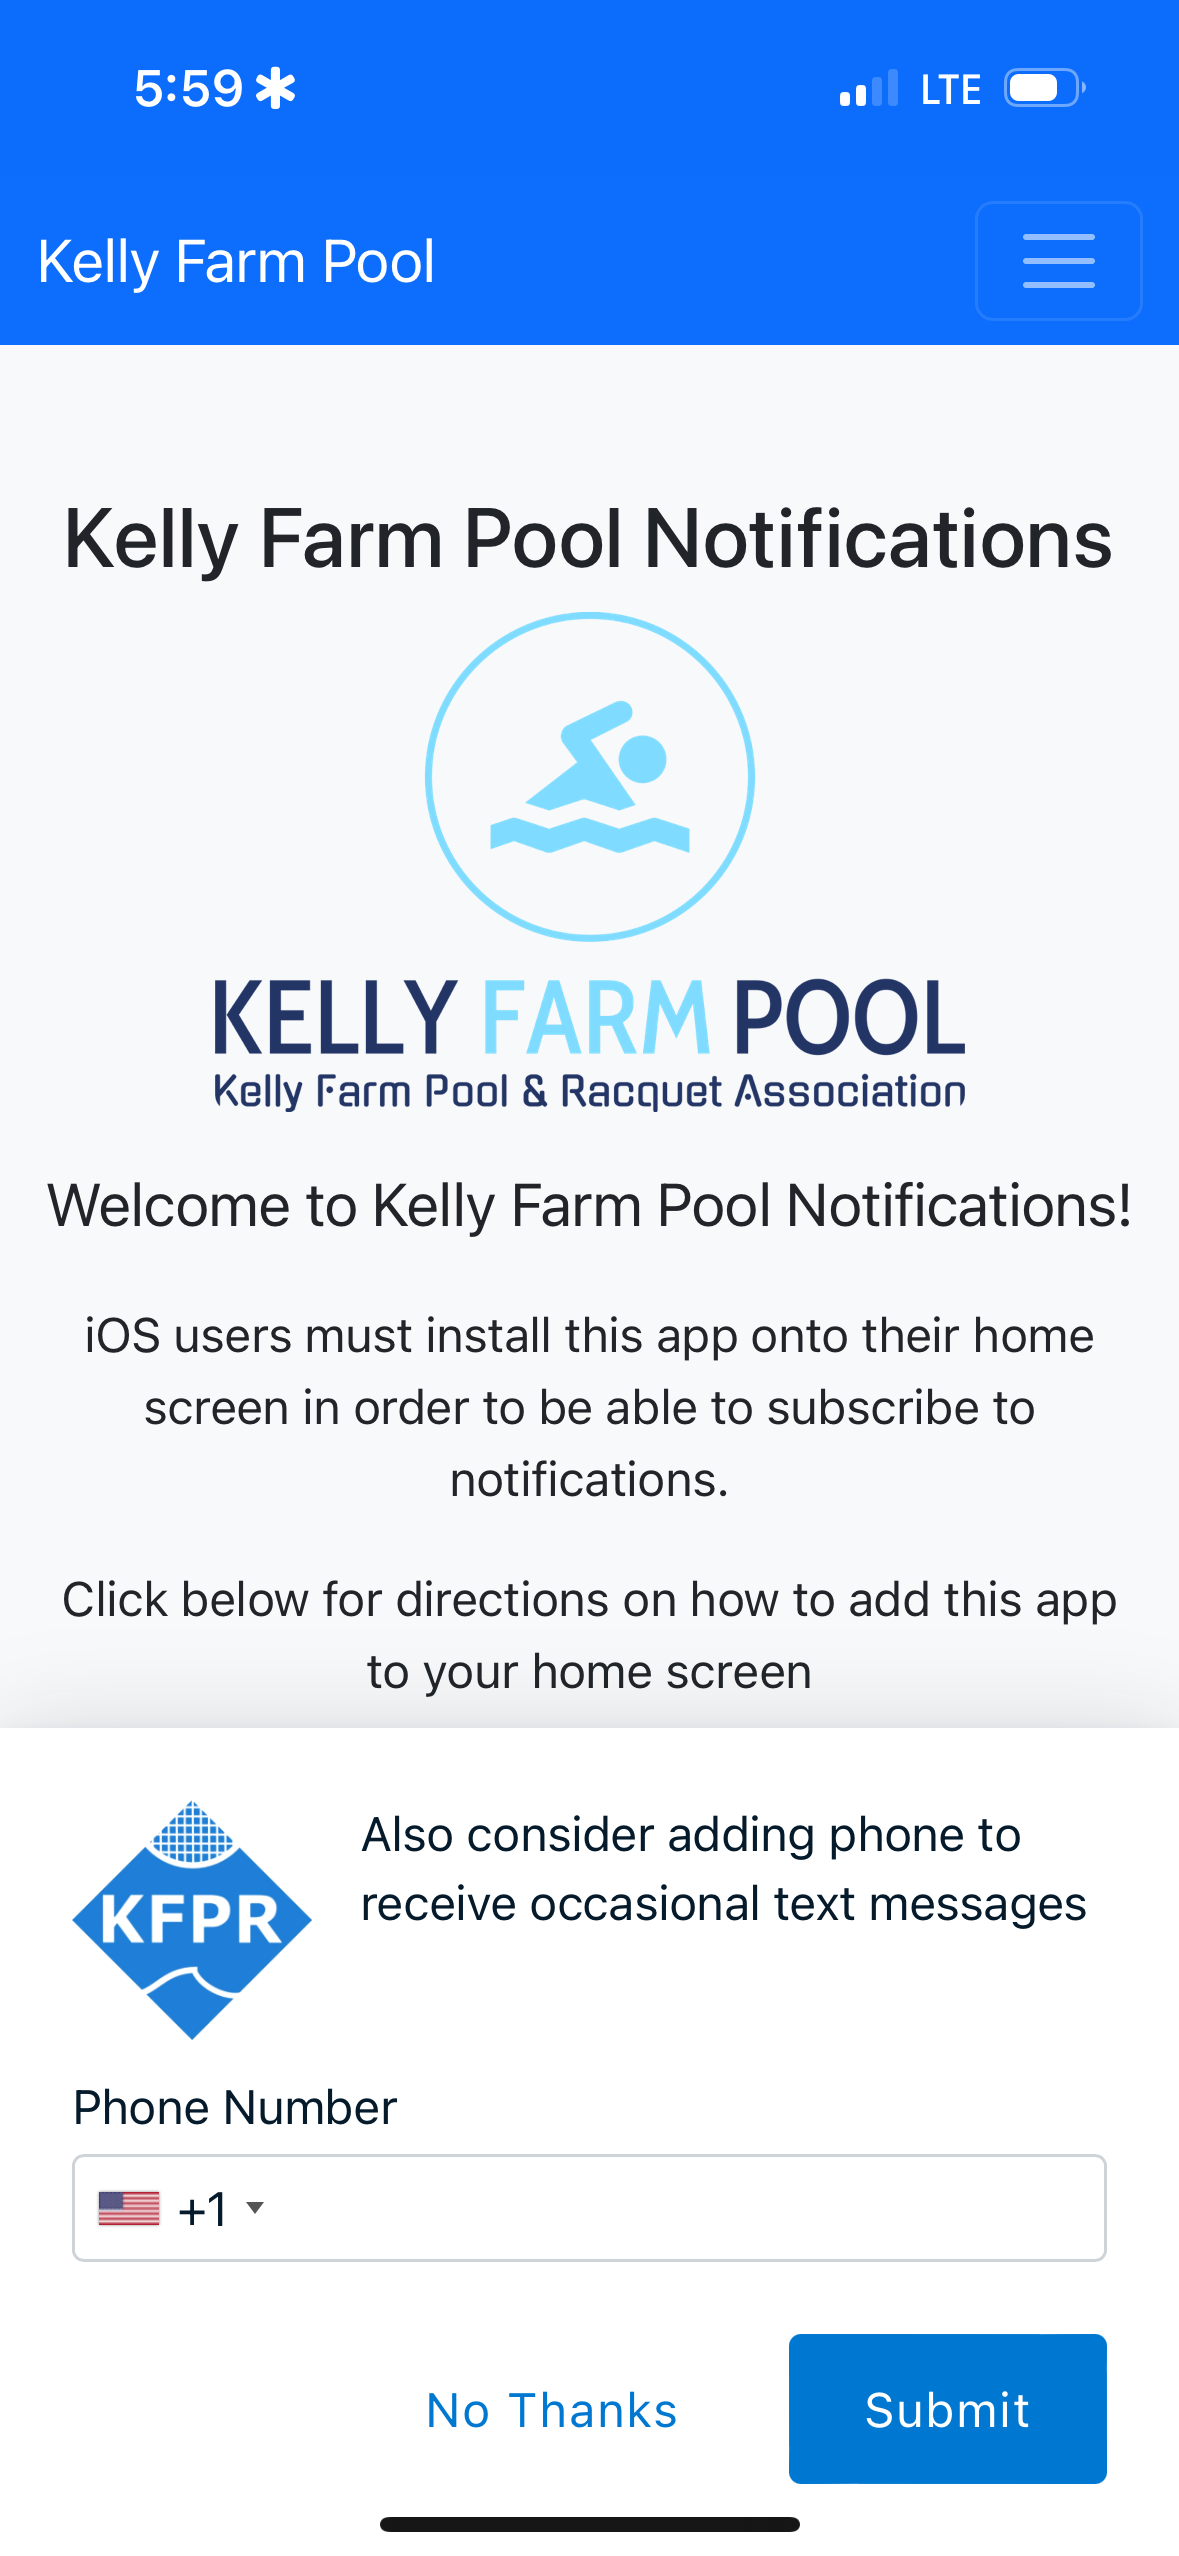 5:59
LTE
Kelly Farm Pool
Kelly Farm Pool Notifications
KELLY FARM POOL
Kelly Farm Pool & Racquet Association
Welcome to Kelly Farm Pool Notifications!
iOS users must install this app onto their home
screen in order to be able to subscribe to
notifications.
Click below for directions on how to add this app
to your home screen
KFPR
Also consider adding phone to
receive occasional text messages
Phone Number
+1
No Thanks
Submit